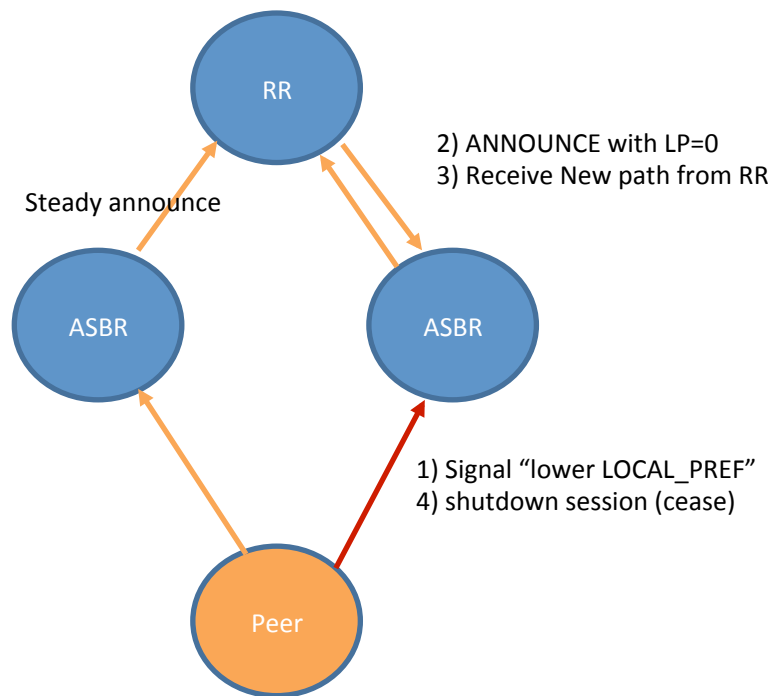 RR
2) ANNOUNCE with LP=0
3) Receive New path from RR
Steady announce
ASBR
ASBR
1) Signal “lower LOCAL_PREF”
4) shutdown session (cease)
Peer